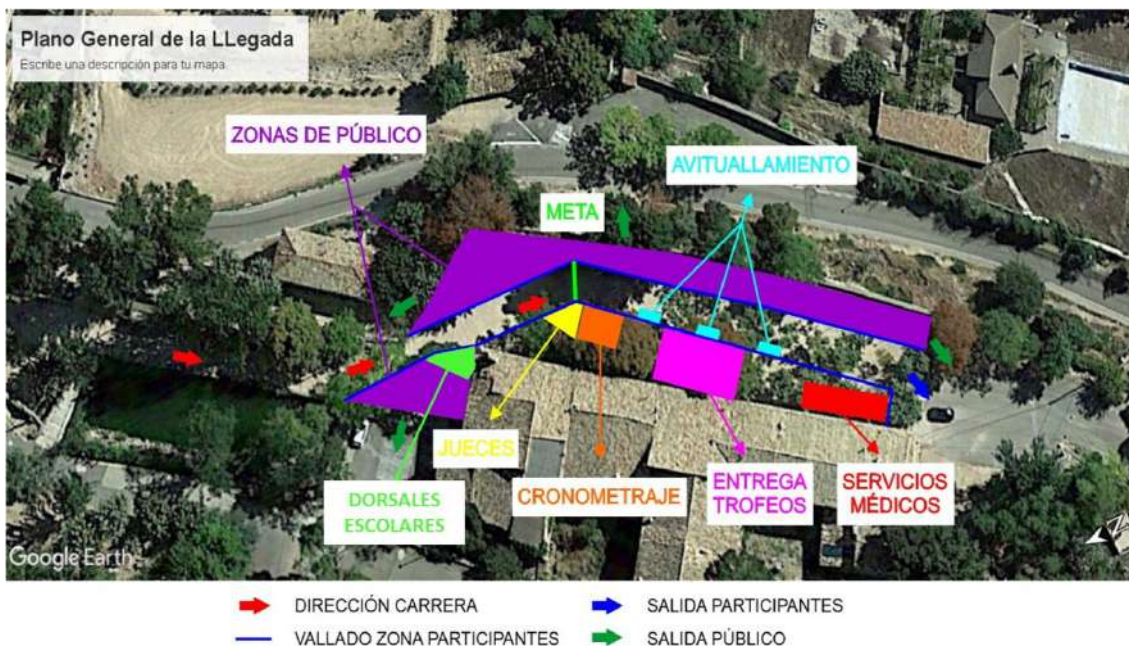 Plano General de la LLegada
Escribe una descripción para tu mapa.
ZONAS DE PÚBLICO
AVITUALLAMIENTO
META
JUECES
DORSALES
ESCOLARES
CRONOMETRAJE
ENTREGA
TROFEOS
SERVICIOS
MÉDICOS
Google Earth
DIRECCIÓN CARRERA
SALIDA PARTICIPANTES
VALLADO ZONA PARTICIPANTES
SALIDA PÚBLICO